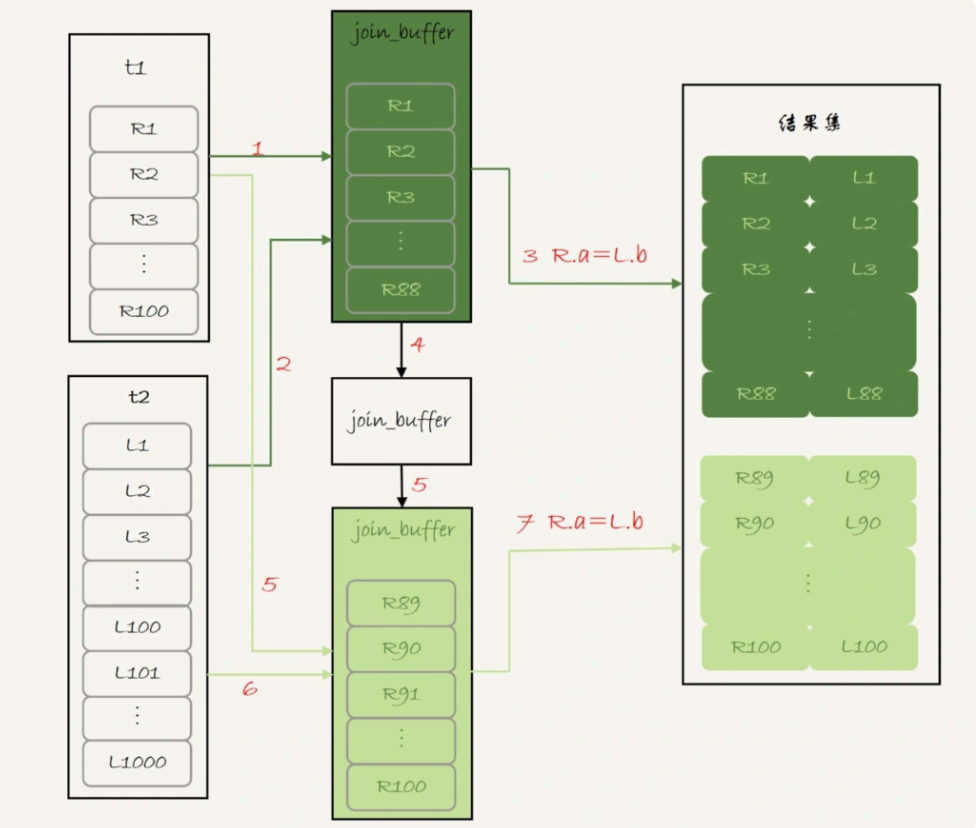 t1
R1
R2
R3
⋮
R100
t2
L1
L2
L3
⋮
L100
L101
⋮
L1000
1
2
5
6
join_buffer
R1
R2
R3
⋮
R88
4
join_buffer
5
join_buffer
R89
R90
R91
⋮
R100
3 R.a=L.b
7 R.a=L.b
结果集
R1 L1
R2 L2
R3 L3
⋮
R88 L88
R89 L89
R90 L90
⋮
R100 L100